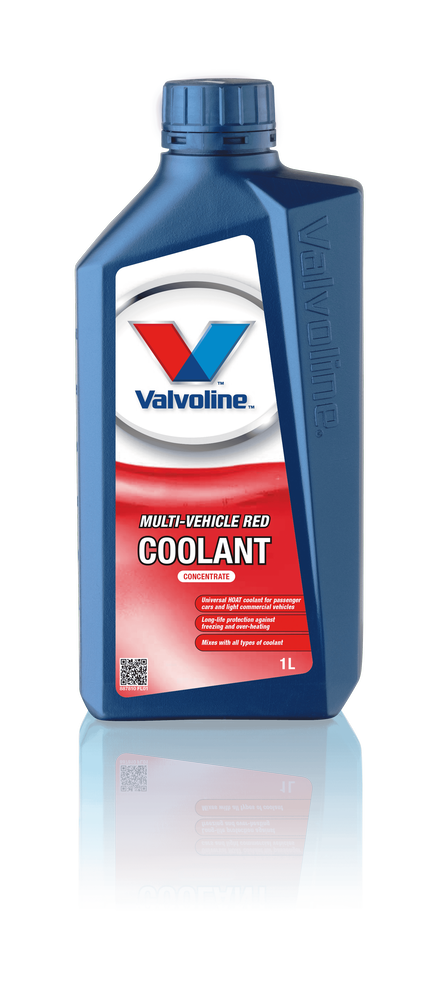 Valvoline
Valvoline™
MULTI-VEHICLE RED
COOLANT
CONCENTRATE
Universal HOAT coolant for passenger
cars and light commercial vehicles
Long-life protection against
freezing and over-heating
Mixes with all types of coolant
1L